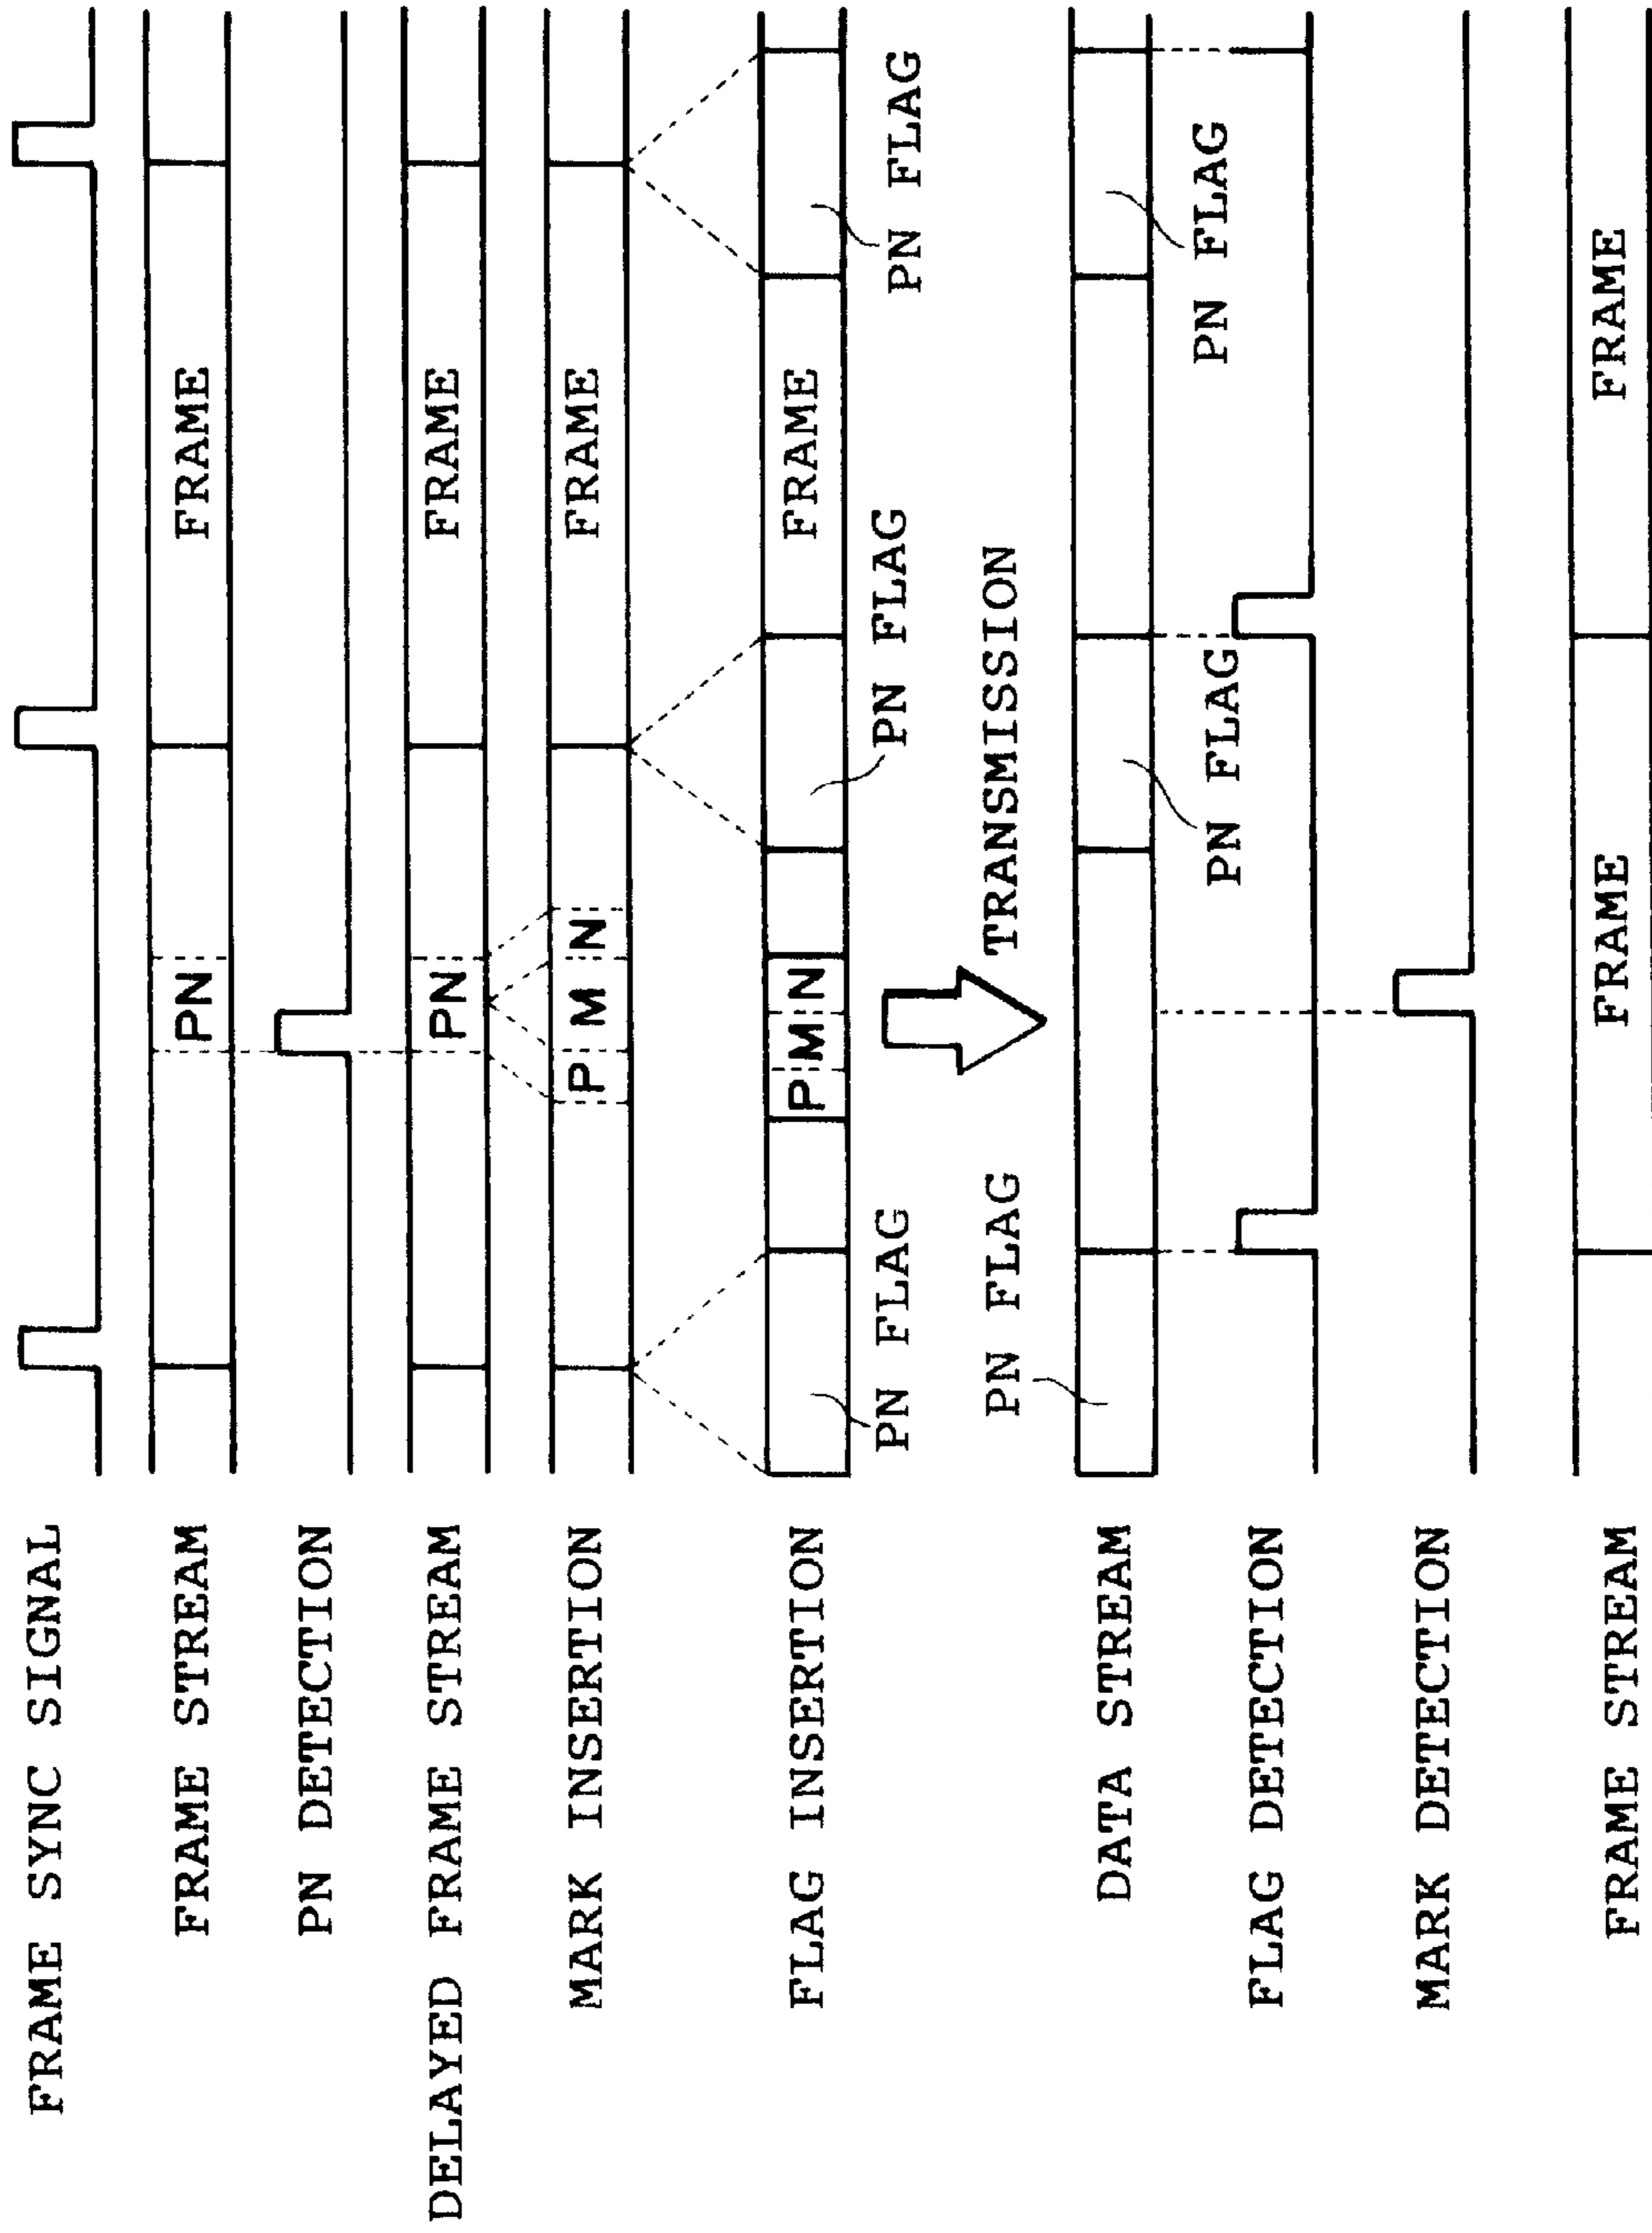 FRAME SYNC SIGNAL
FRAME STREAM
PN
FRAME
PN DETECTION
DELAYED FRAME STREAM
PN
FRAME
MARK INSERTION
P M N
FRAME
FLAG INSERTION
P M N
FRAME
PN FLAG
PN FLAG
PN FLAG
TRANSMISSION
PN FLAG
DATA STREAM
PN FLAG
PN FLAG
FLAG DETECTION
MARK DETECTION
FRAME STREAM
FRAME
FRAME